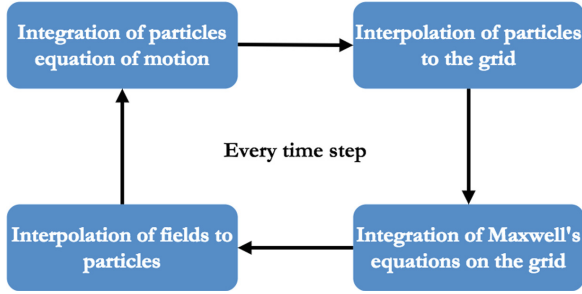 Integration of particles
equation of motion
Interpolation of particles
to the grid
Every time step
Interpolation of fields to
particles
Integration of Maxwell's
equations on the grid